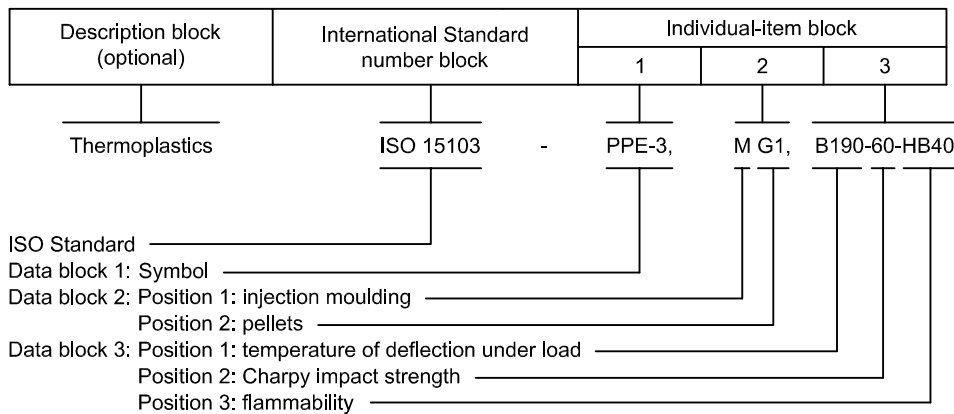 Description block
(optional)
International Standard
number block
Individual-item block
1 2 3
Thermoplastics ISO 15103 - PPE-3, M G1, B190-60-HB40
ISO Standard
Data block 1: Symbol
Data block 2: Position 1: injection moulding
Position 2: pellets
Data block 3: Position 1: temperature of deflection under load
Position 2: Charpy impact strength
Position 3: flammability